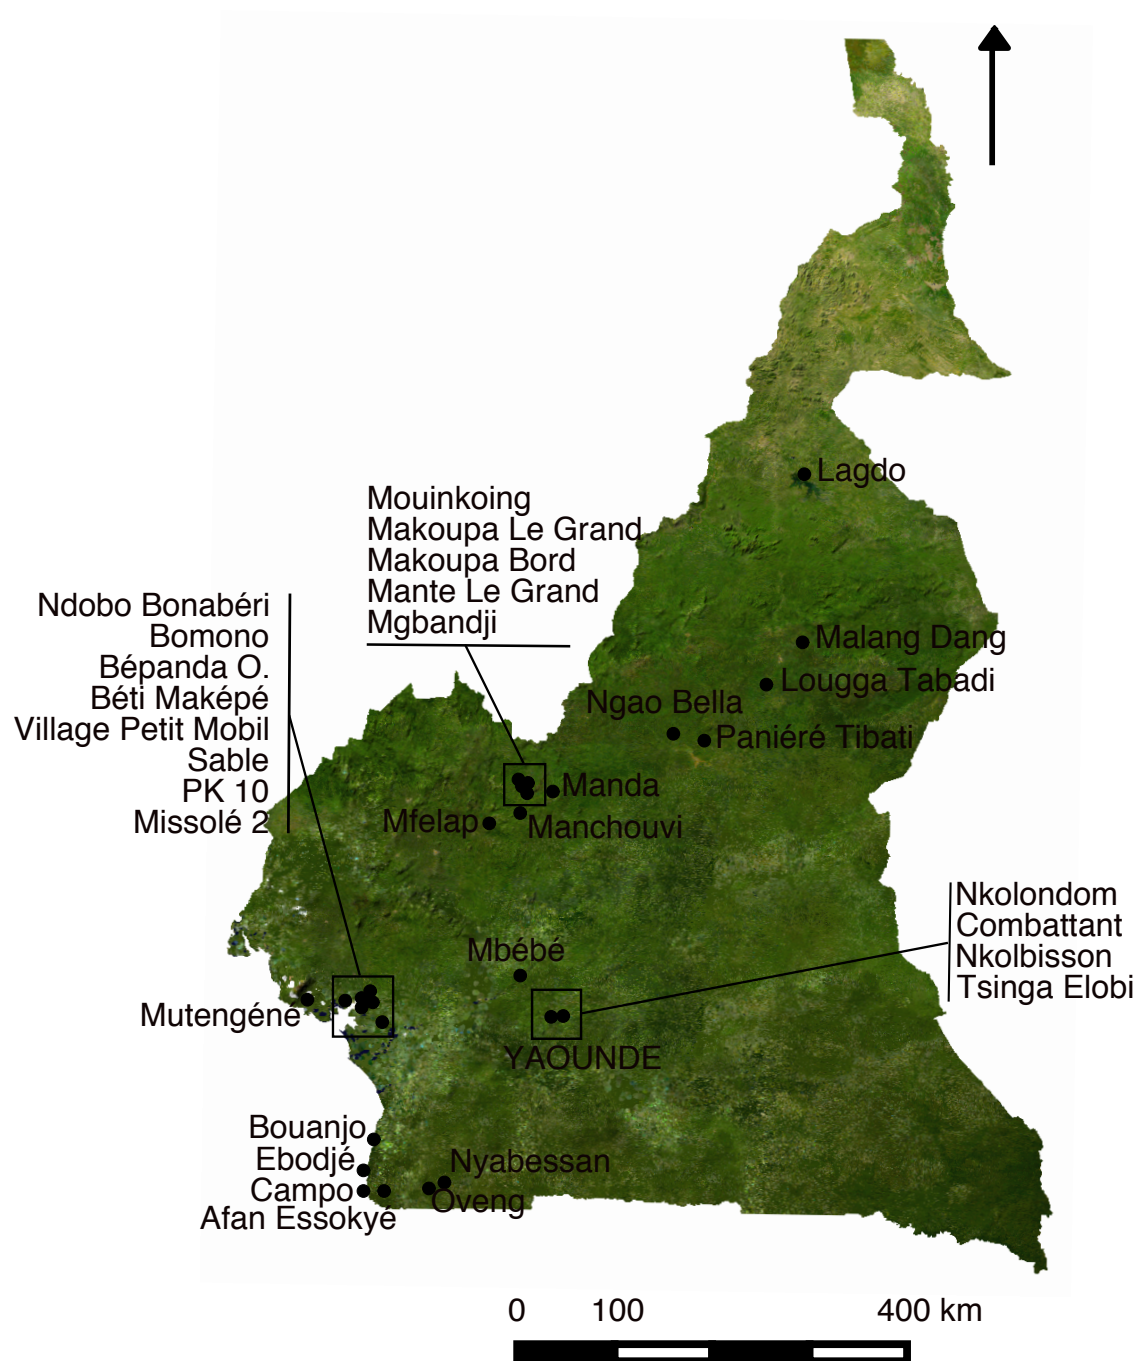 Lagdo
Mouinkoing
Makoupa Le Grand
Makoupa Bord
Mante Le Grand
Mgbandji
Ndobo Bonabéri
Bomono
Bépanda O.
Béti Maképé
Village Petit Mobil
Sable
PK 10
Missolé 2
Malang Dang
Lougga Tabadi
Ngao Bella
Paniéré Tibati
Manda
Mfelap
Manchouvi
Nkolondom
Combattant
Nkolbisson
Tsinga Elobi
Mbébé
Mutengéné
YAOUNDE
Bouanjo
Ebodjé
Nyabessan
Campo
Oveng
Afan Essokyé
0 100 400 km